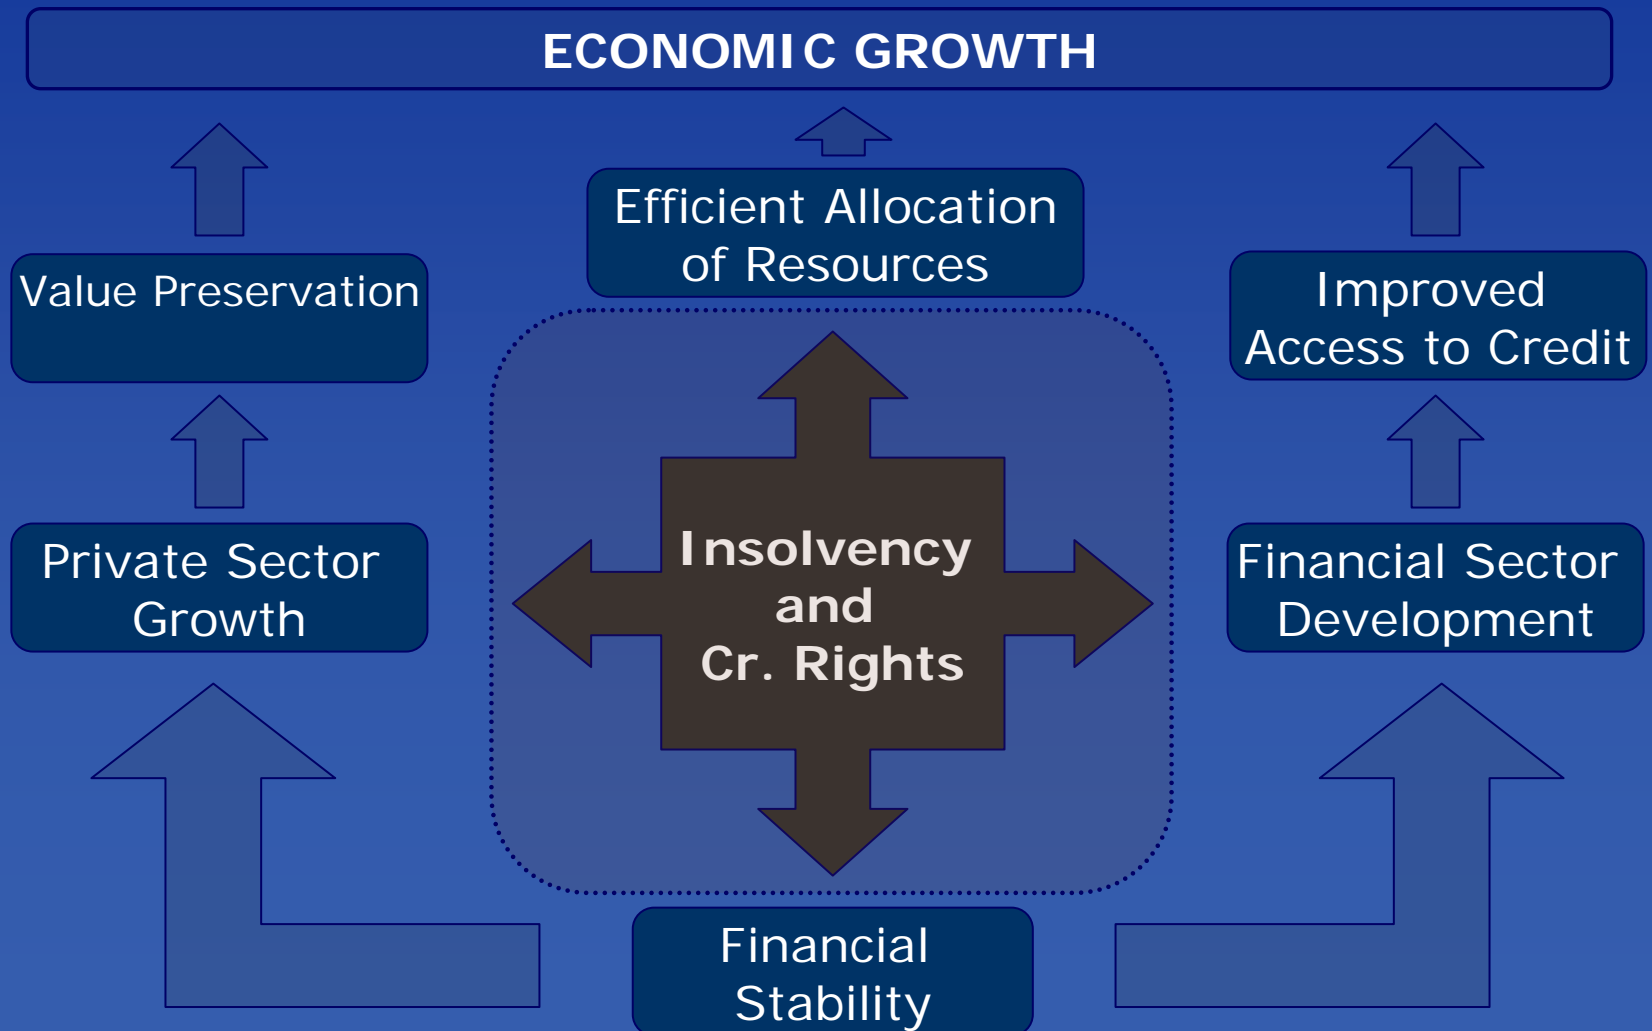 ECONOMIC GROWTH
Efficient Allocation
of Resources
Value Preservation
Improved
Access to Credit
Private Sector
Growth
Insolvency
and
Cr. Rights
Financial Sector
Development
Financial
Stability